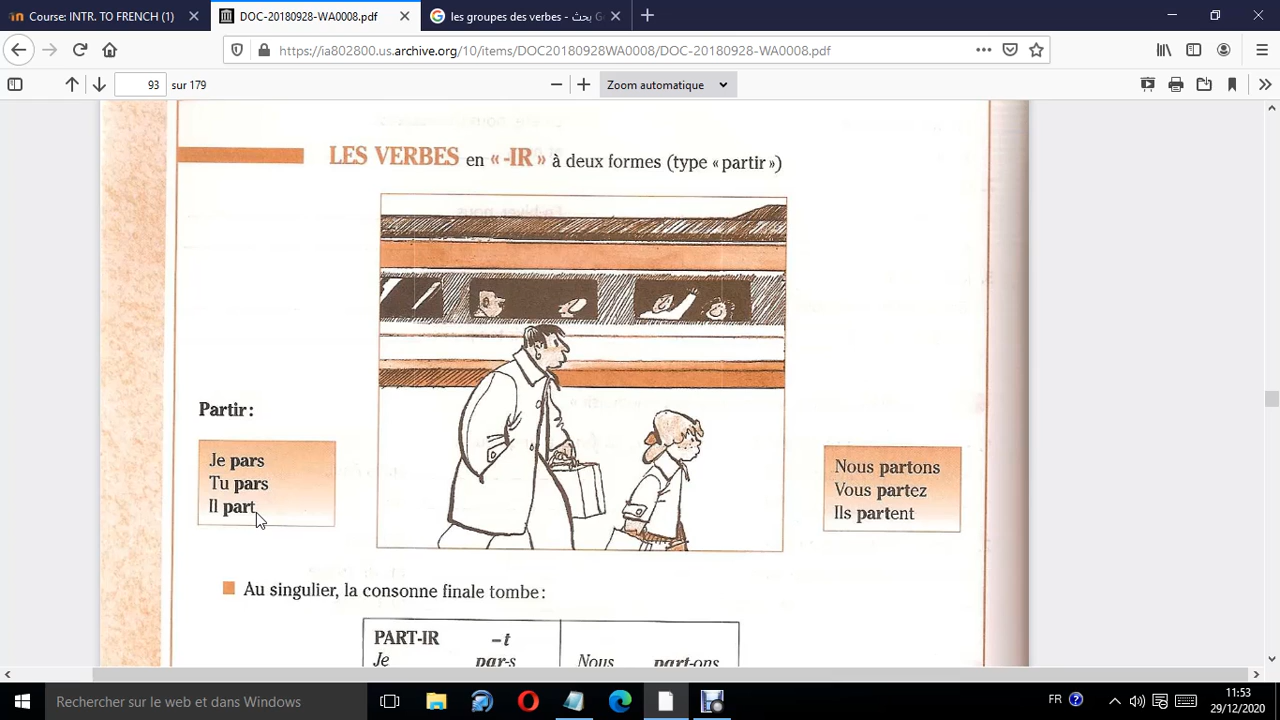 Course: INTR. TO FRENCH (1)
DOC-20180928-WA0008.pdf
les groupes des verbes - بحث G
https://ia802800.us.archive.org/10/items/DOC20180928WA0008/DOC-20180928-WA0008.pdf
93 sur 179
Zoom automatique
LES VERBES en « -IR » à deux formes (type « partir »)
Partir :
Je pars
Tu pars
Il part
Nous partons
Vous partez
Ils partent
Au singulier, la consonne finale tombe :
PART-IR –t
Je par-s Nous part-ons
Rechercher sur le web et dans Windows
FR
11:53
29/12/2020